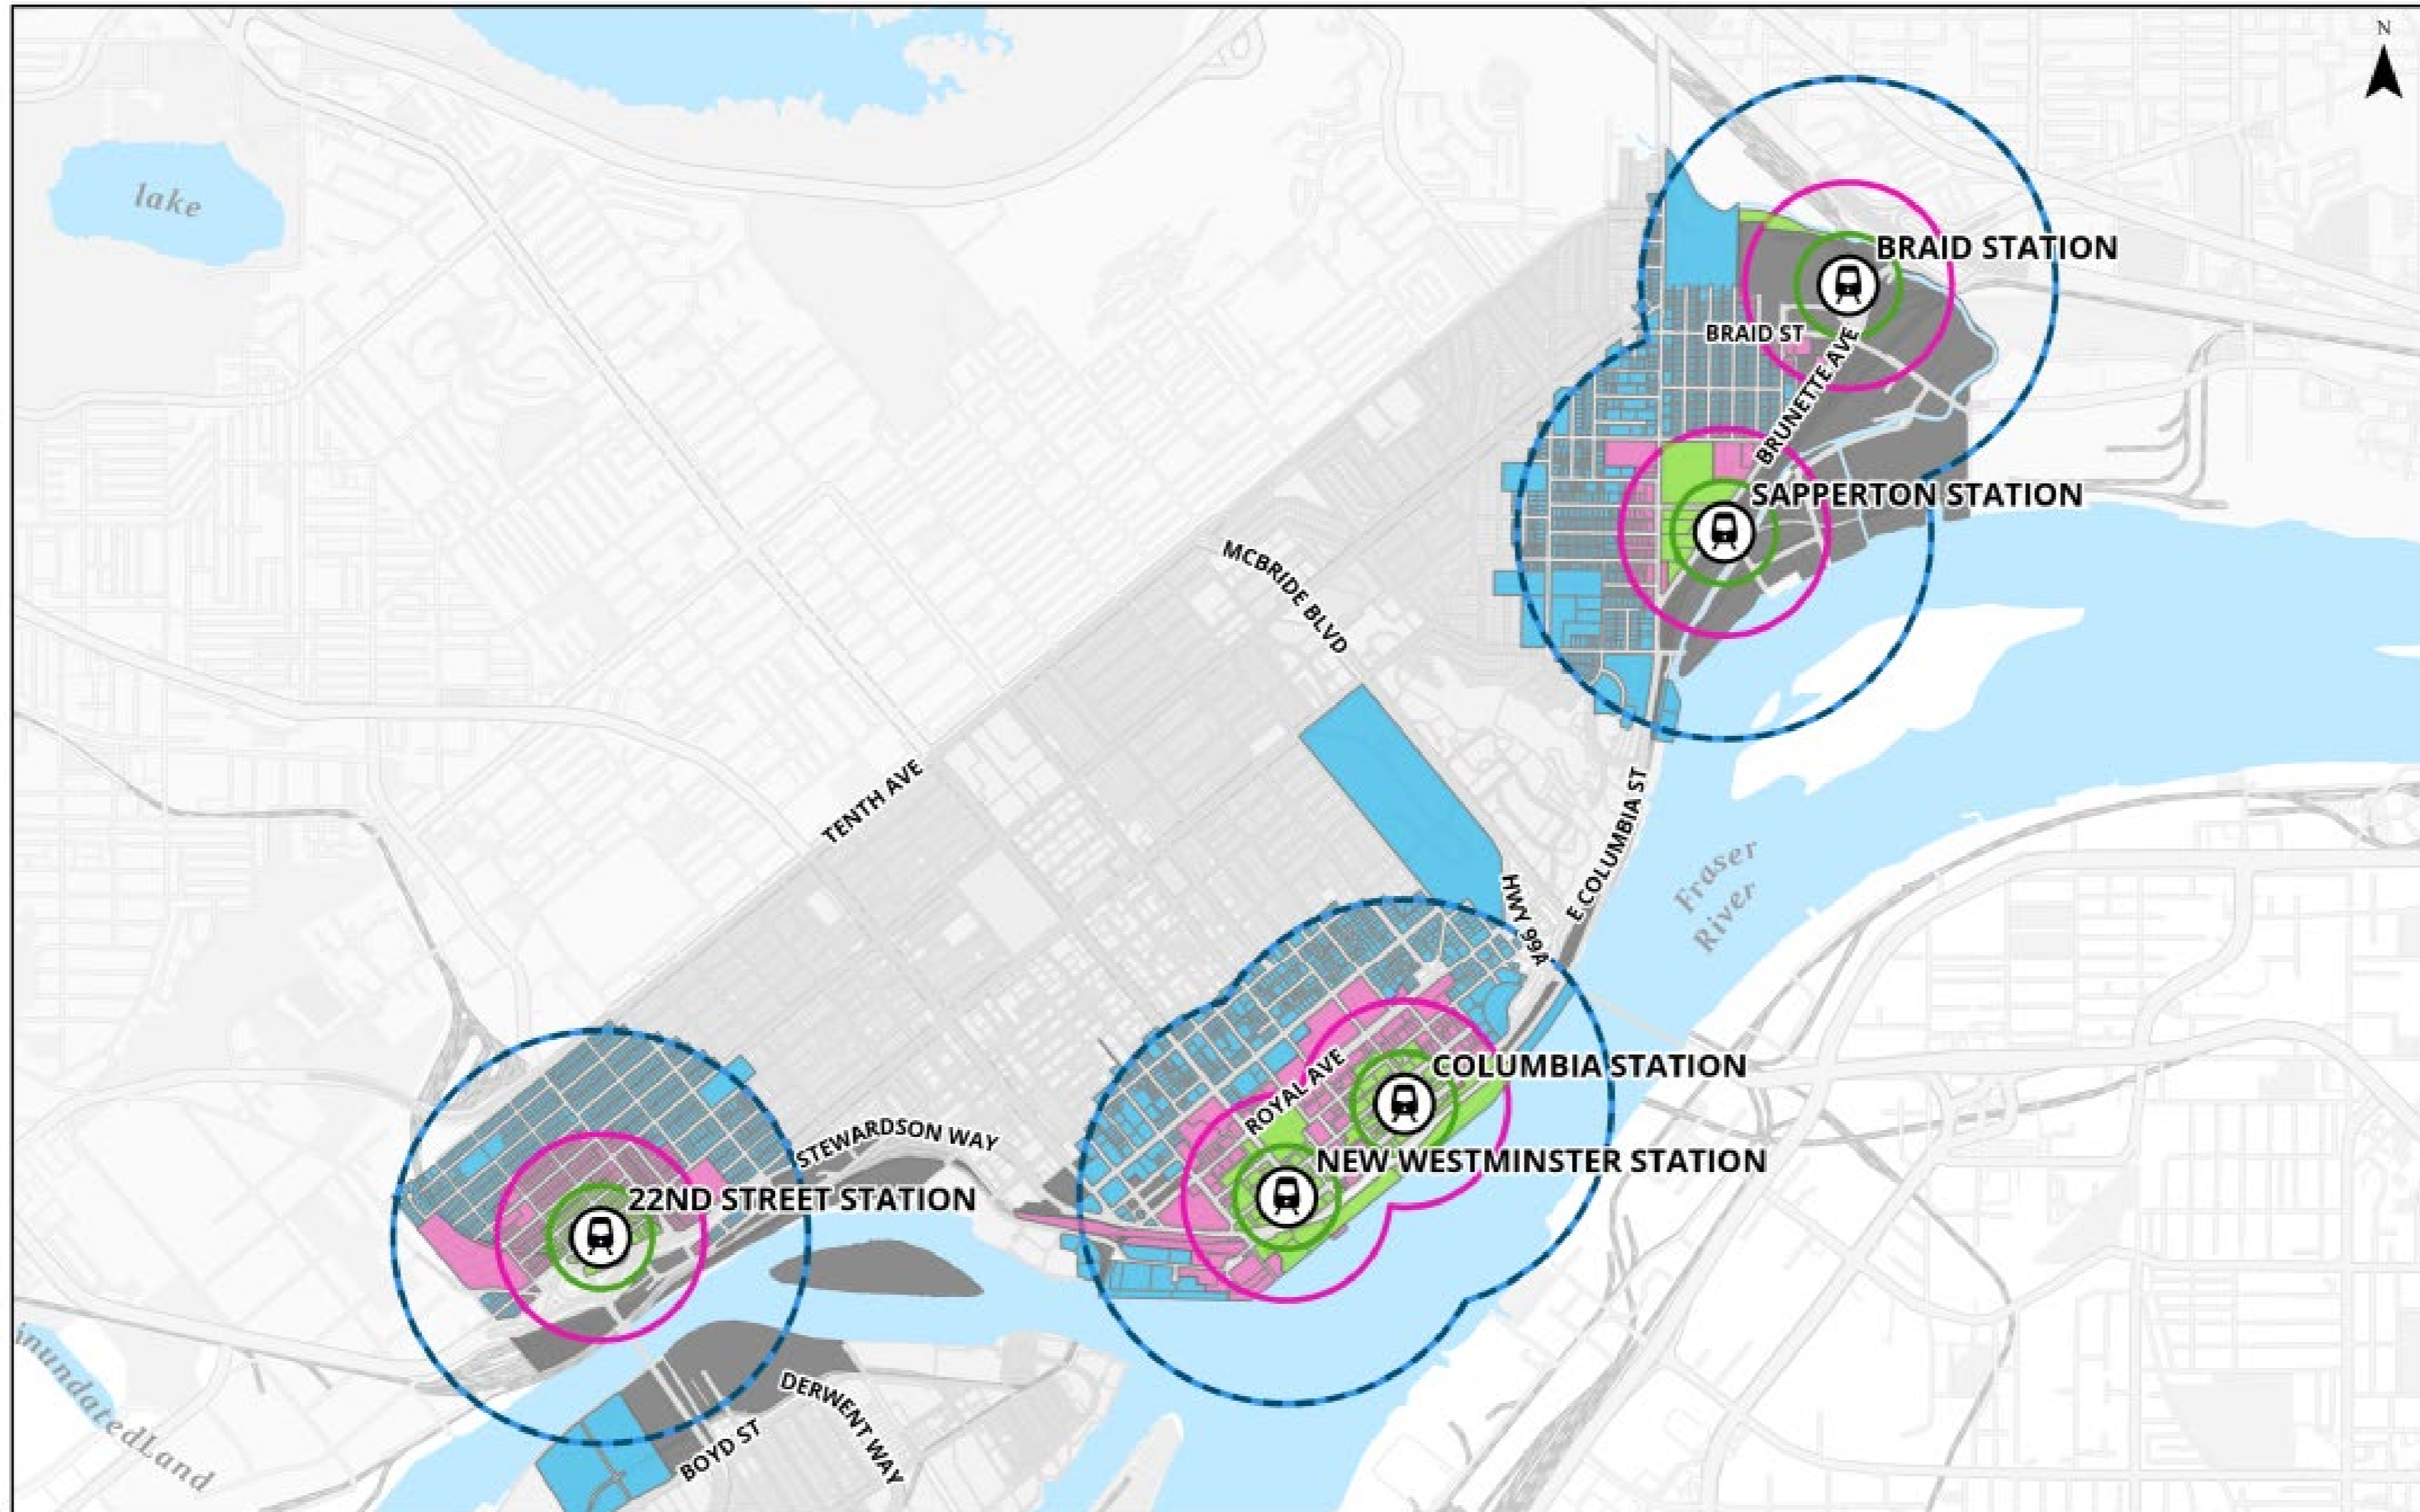 N
lake
BRAID STATION
BRAID ST
BRUNETTE AVE
SAPPERTON STATION
MCBRIDE BLVD
TENTH AVE
E COLUMBIA ST
Fraser
River
HWY 99A
ROYAL AVE
COLUMBIA STATION
STEWARDSON WAY
NEW WESTMINSTER STATION
22ND STREET STATION
inundatedLand
DERWENT WAY
BOYD ST